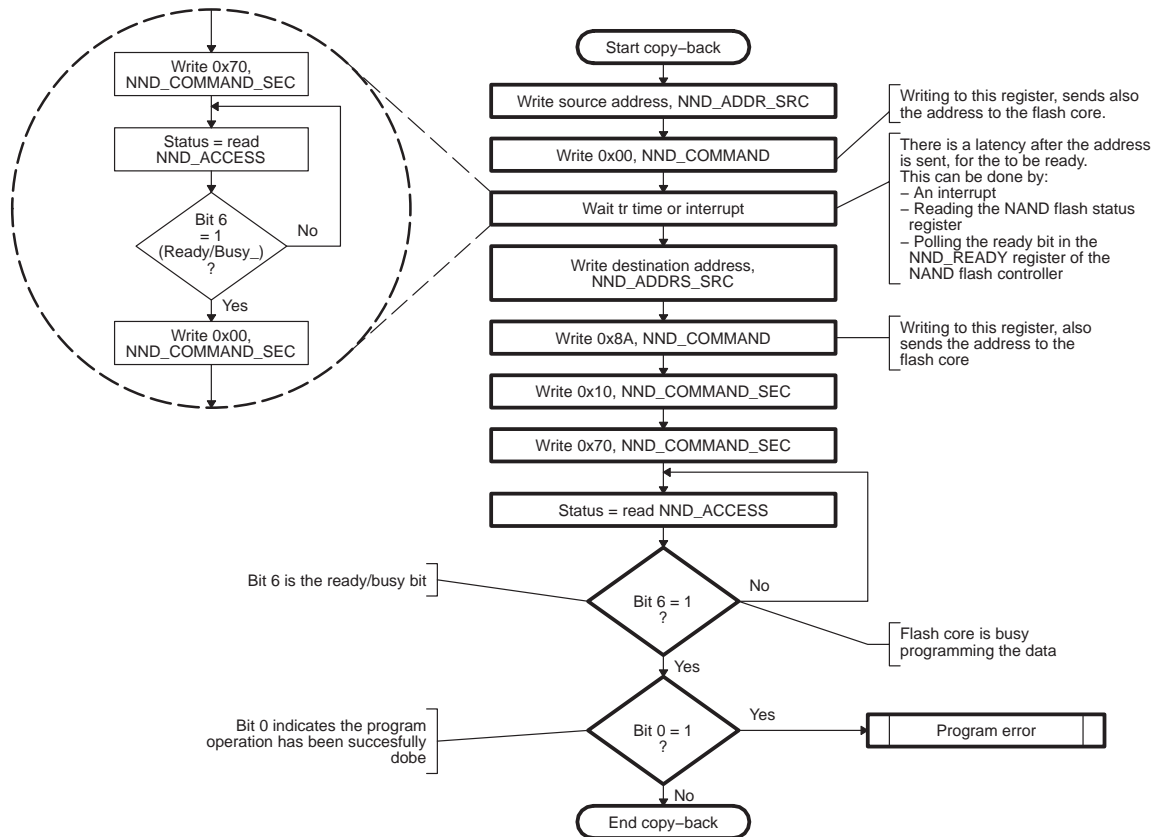 Start copy–back
Write 0x70,
NND_COMMAND_SEC
Status = read
NND_ACCESS
Bit 6
= 1
(Ready/Busy_)
?
No
Yes
Write 0x00,
NND_COMMAND_SEC
Write source address, NND_ADDR_SRC
Write 0x00, NND_COMMAND
Writing to this register, sends also
the address to the flash core.
Wait tr time or interrupt
There is a latency after the address
is sent, for the to be ready.
This can be done by:
– An interrupt
– Reading the NAND flash status
register
– Polling the ready bit in the
NND_READY register of the
NAND flash controller
Write destination address,
NND_ADDRS_SRC
Write 0x8A, NND_COMMAND
Writing to this register, also
sends the address to the
flash core
Write 0x10, NND_COMMAND_SEC
Write 0x70, NND_COMMAND_SEC
Status = read NND_ACCESS
Bit 6 is the ready/busy bit
Bit 6 = 1
?
No
Flash core is busy
programming the data
Yes
Bit 0 indicates the program
operation has been succesfully
dobe
Bit 0 = 1
?
Yes
Program error
No
End copy–back